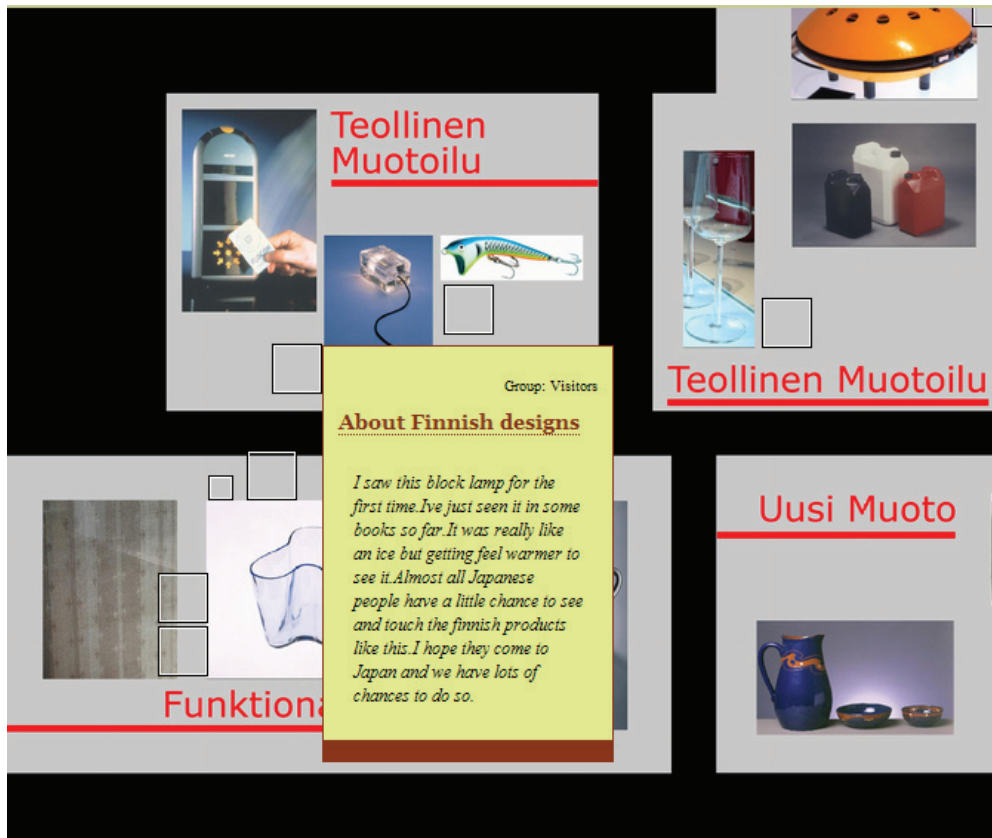 Teollinen
Muotoilu
Teollinen Muotoilu
Group: Visitors
About Finnish designs
I saw this block lamp for the
first time.Ive just seen it in some
books so far.It was really like
an ice but getting feel warmer to
see it.Almost all Japanese
people have a little chance to see
and touch the finnish products
like this.I hope they come to
Japan and we have lots of
chances to do so.
Uusi Muoto
Funktiona